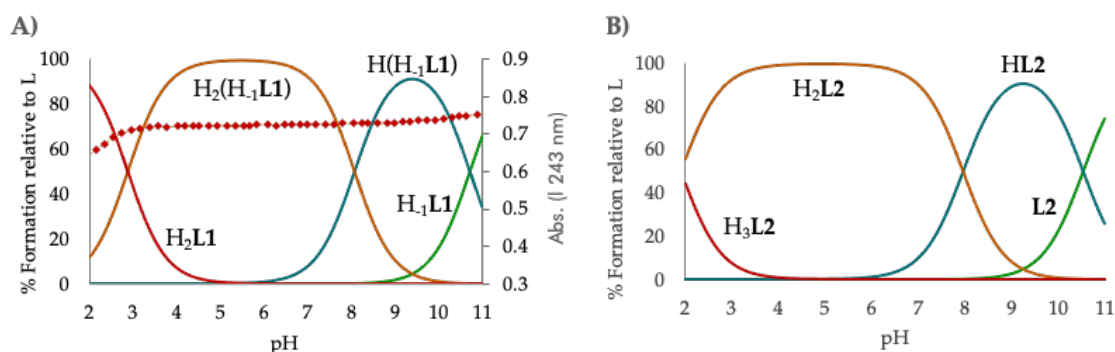 A)
% Formation relative to L
100
80
60
40
20
0
H₂(H₋₁L1)
H(H₋₁L1)
H₂L1
H₋₁L1
0.9
0.8
0.7
0.6
0.5
0.4
0.3
Abs. (l 243 nm)
2 3 4 5 6 7 8 9 10 11
pH
B)
% Formation relative to L
100
80
60
40
20
0
H₂L2
HL2
H₃L2
L2
2 3 4 5 6 7 8 9 10 11
pH